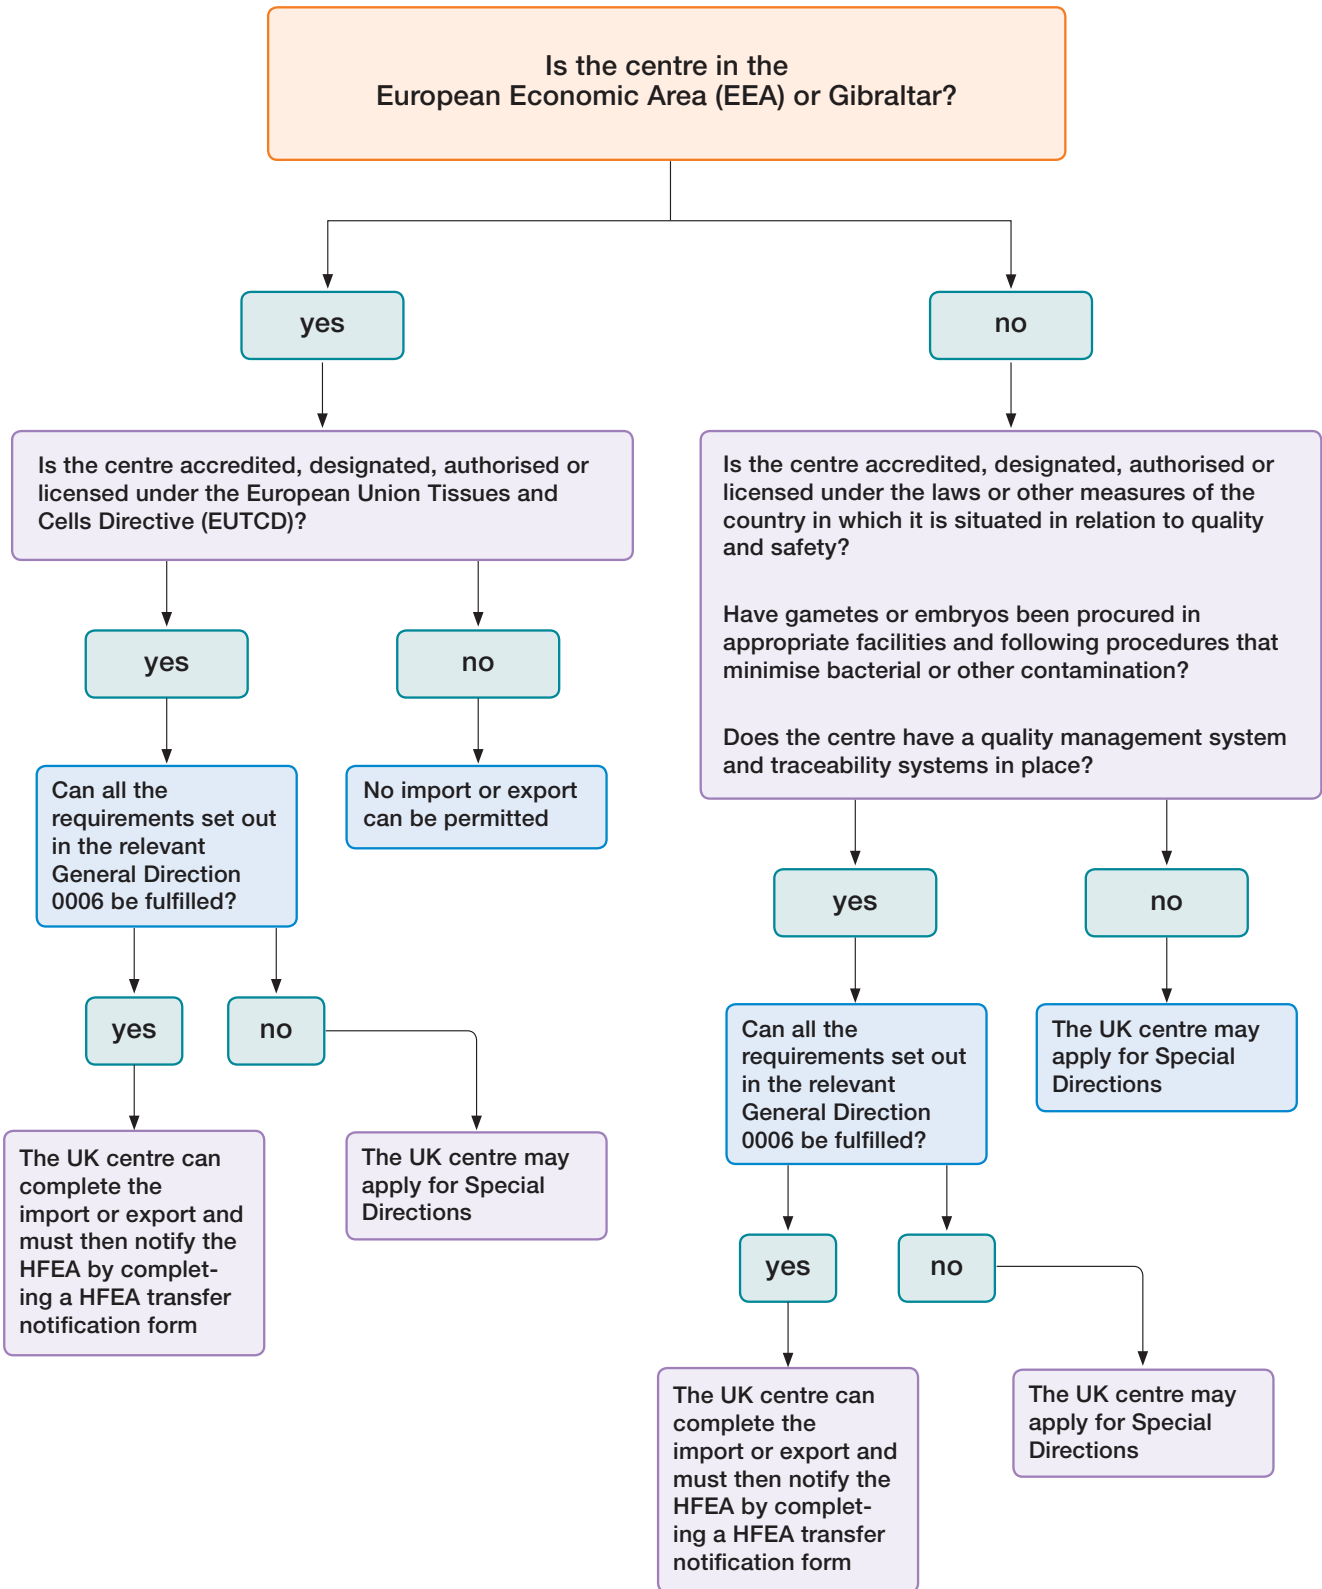 Is the centre in the
European Economic Area (EEA) or Gibraltar?
yes
no
Is the centre accredited, designated, authorised or
licensed under the European Union Tissues and
Cells Directive (EUTCD)?
Is the centre accredited, designated, authorised or
licensed under the laws or other measures of the
country in which it is situated in relation to quality
and safety?
Have gametes or embryos been procured in
appropriate facilities and following procedures that
minimise bacterial or other contamination?
Does the centre have a quality management system
and traceability systems in place?
yes
no
Can all the
requirements set out
in the relevant
General Direction
0006 be fulfilled?
No import or export
can be permitted
yes
no
yes
no
The UK centre can
complete the
import or export and
must then notify the
HFEA by complet-
ing a HFEA transfer
notification form
The UK centre may
apply for Special
Directions
Can all the
requirements set out
in the relevant
General Direction
0006 be fulfilled?
The UK centre may
apply for Special
Directions
yes
no
The UK centre can
complete the
import or export and
must then notify the
HFEA by complet-
ing a HFEA transfer
notification form
The UK centre may
apply for Special
Directions